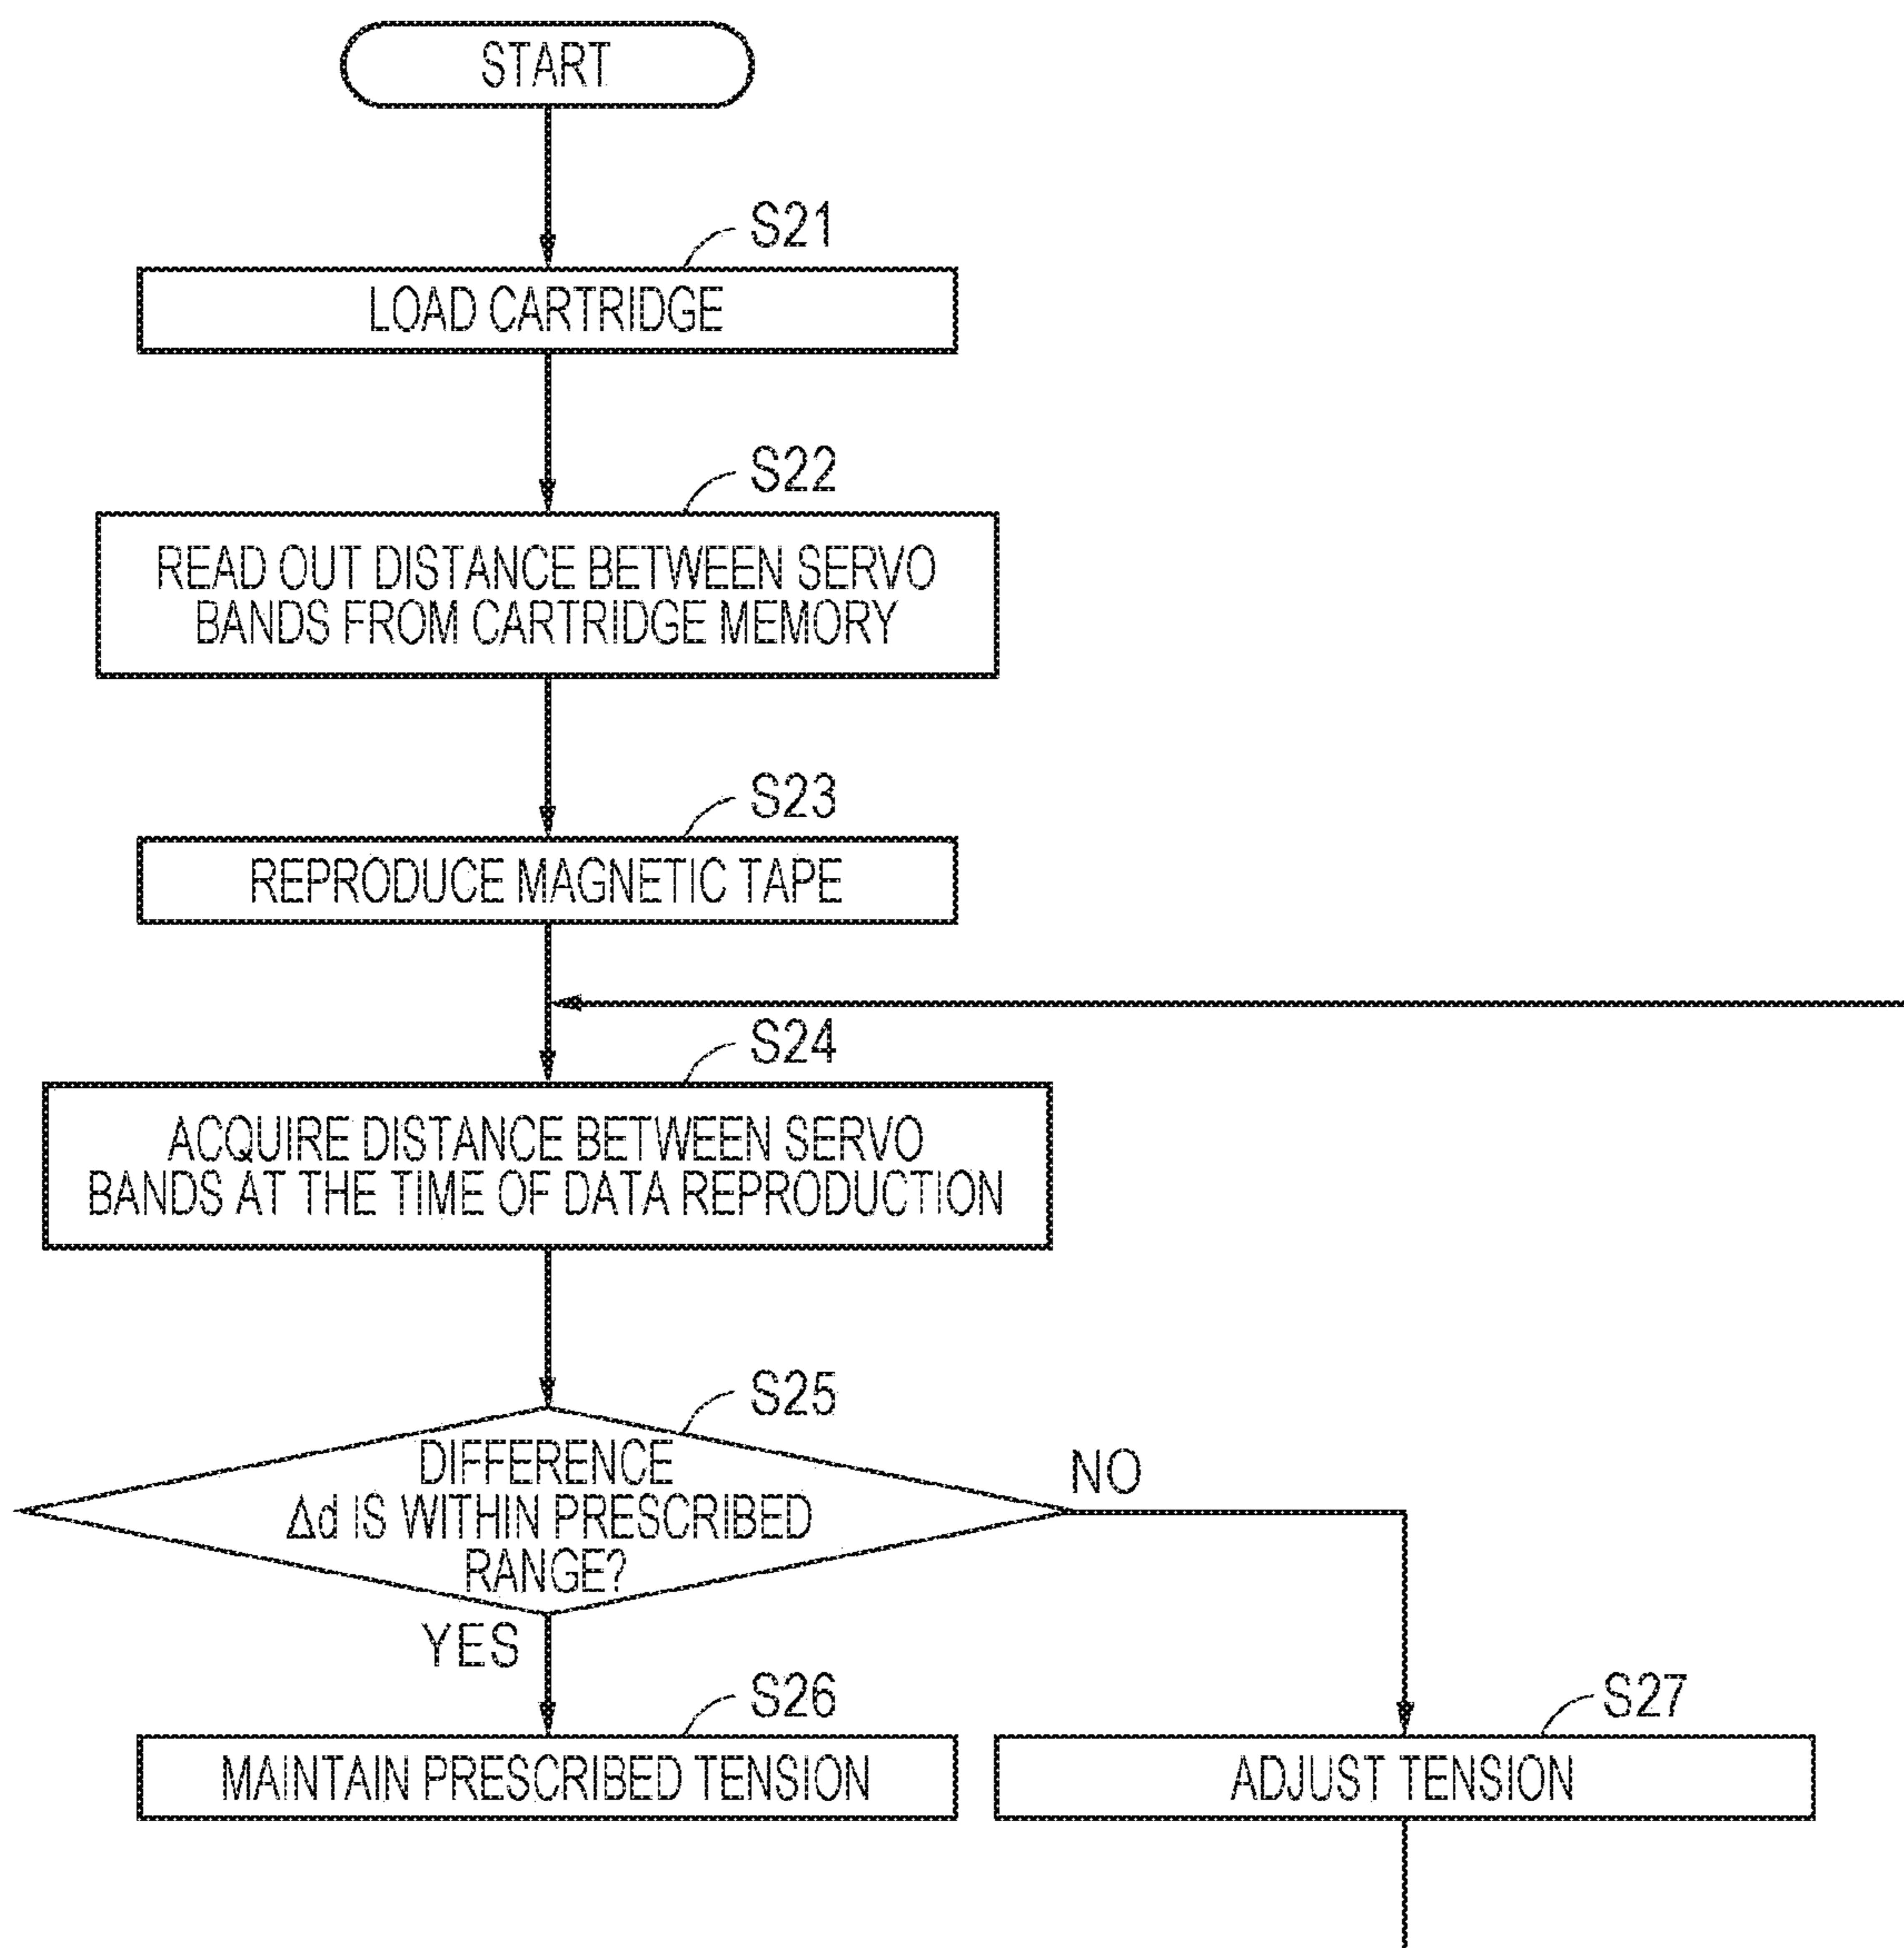 START
S21
LOAD CARTRIDGE
S22
READ OUT DISTANCE BETWEEN SERVO
BANDS FROM CARTRIDGE MEMORY
S23
REPRODUCE MAGNETIC TAPE
S24
ACQUIRE DISTANCE BETWEEN SERVO
BANDS AT THE TIME OF DATA REPRODUCTION
S25
DIFFERENCE
Δd IS WITHIN PRESCRIBED
RANGE?
NO
YES
S26
MAINTAIN PRESCRIBED TENSION
S27
ADJUST TENSION